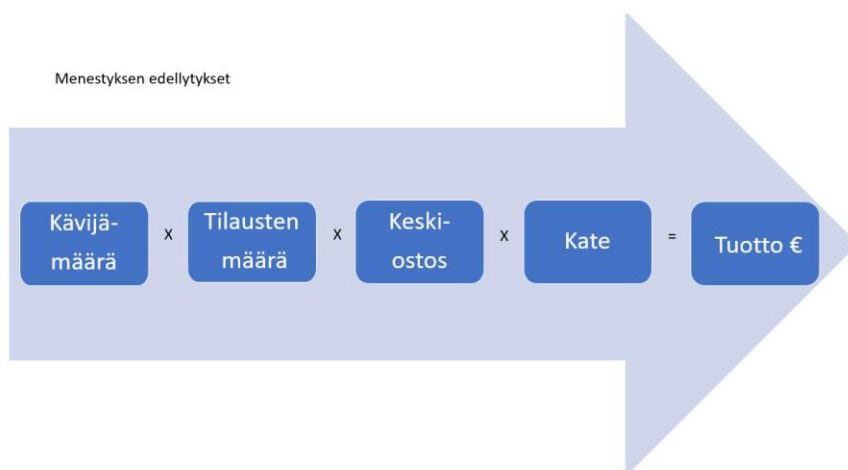 Menestyksen edellytykset
Kävijä-
määrä
x
Tilausten
määrä
x
Keski-
ostos
x
Kate
=
Tuotto €